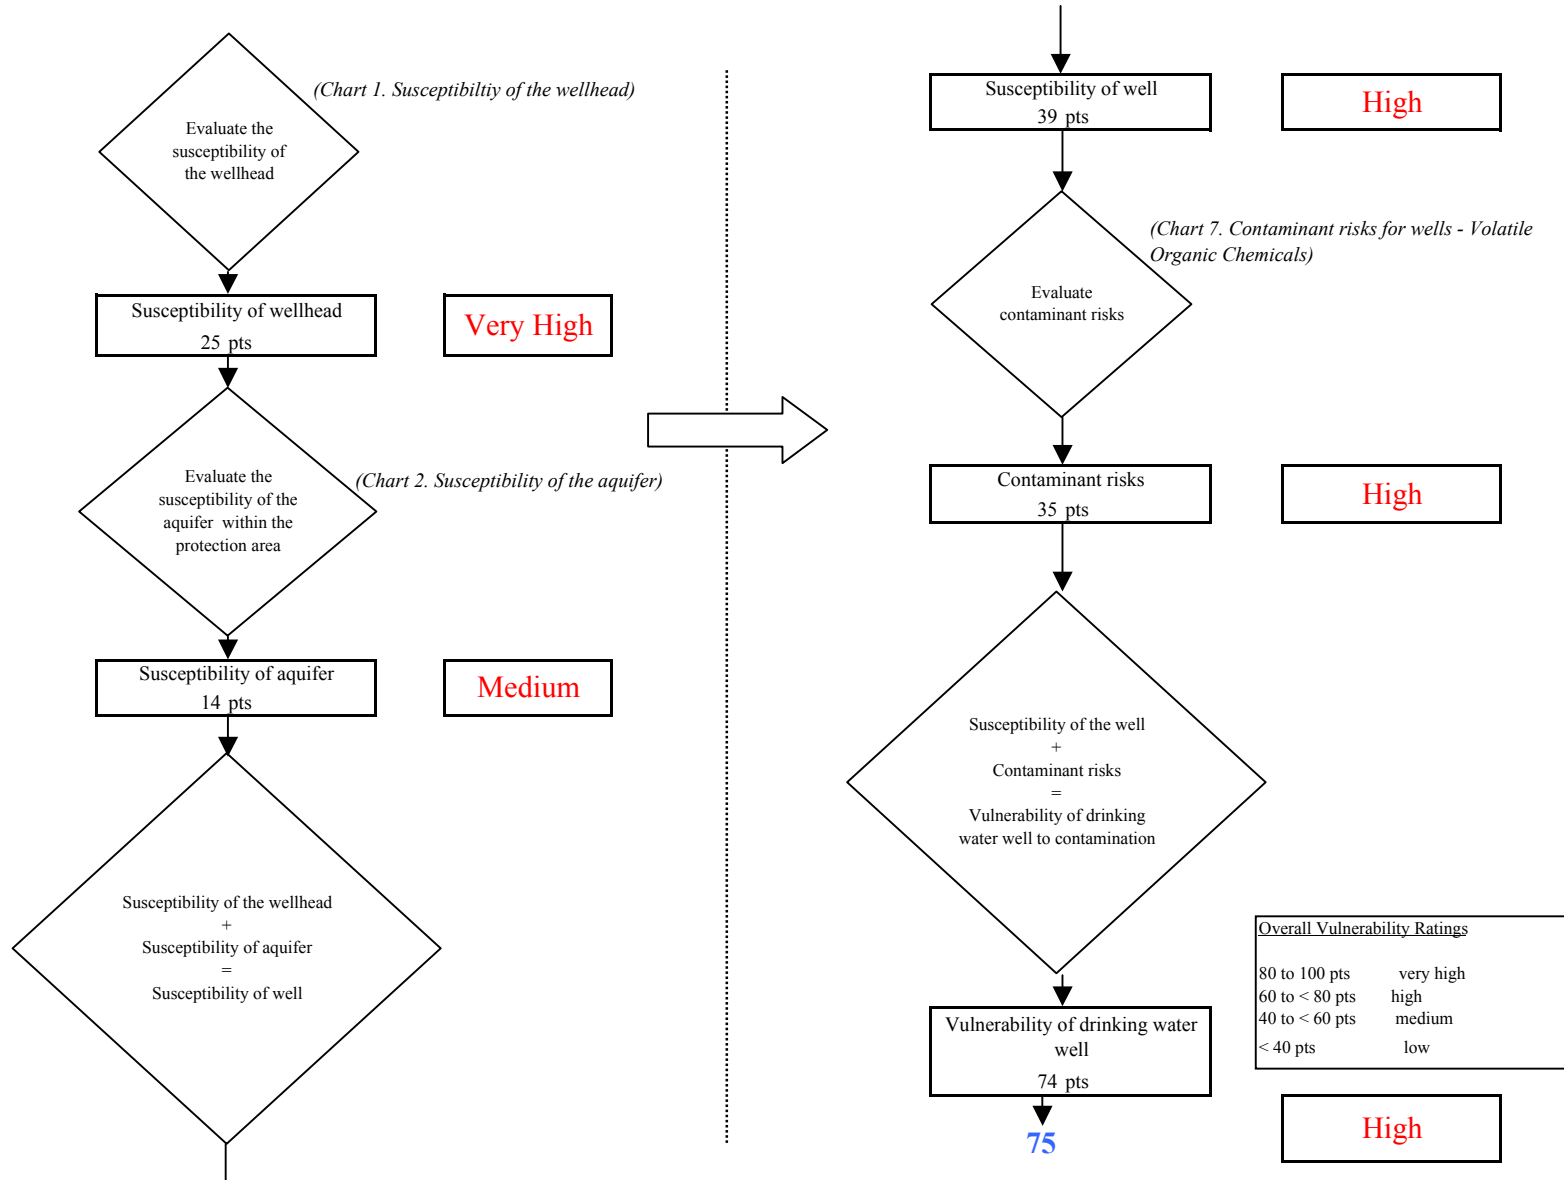 (Chart 1. Susceptibiltiy of the wellhead)
Evaluate the
susceptibility of
the wellhead
Susceptibility of wellhead
25 pts
Very High
Evaluate the
susceptibility of the
aquifer within the
protection area
(Chart 2. Susceptibility of the aquifer)
Susceptibility of aquifer
14 pts
Medium
Susceptibility of the wellhead
+
Susceptibility of aquifer
=
Susceptibility of well
Susceptibility of well
39 pts
High
(Chart 7. Contaminant risks for wells - Volatile
Organic Chemicals)
Evaluate
contaminant risks
Contaminant risks
35 pts
High
Susceptibility of the well
+
Contaminant risks
=
Vulnerability of drinking
water well to contamination
Overall Vulnerability Ratings
80 to 100 pts very high
60 to < 80 pts high
40 to < 60 pts medium
< 40 pts low
Vulnerability of drinking water
well
74 pts
75
High